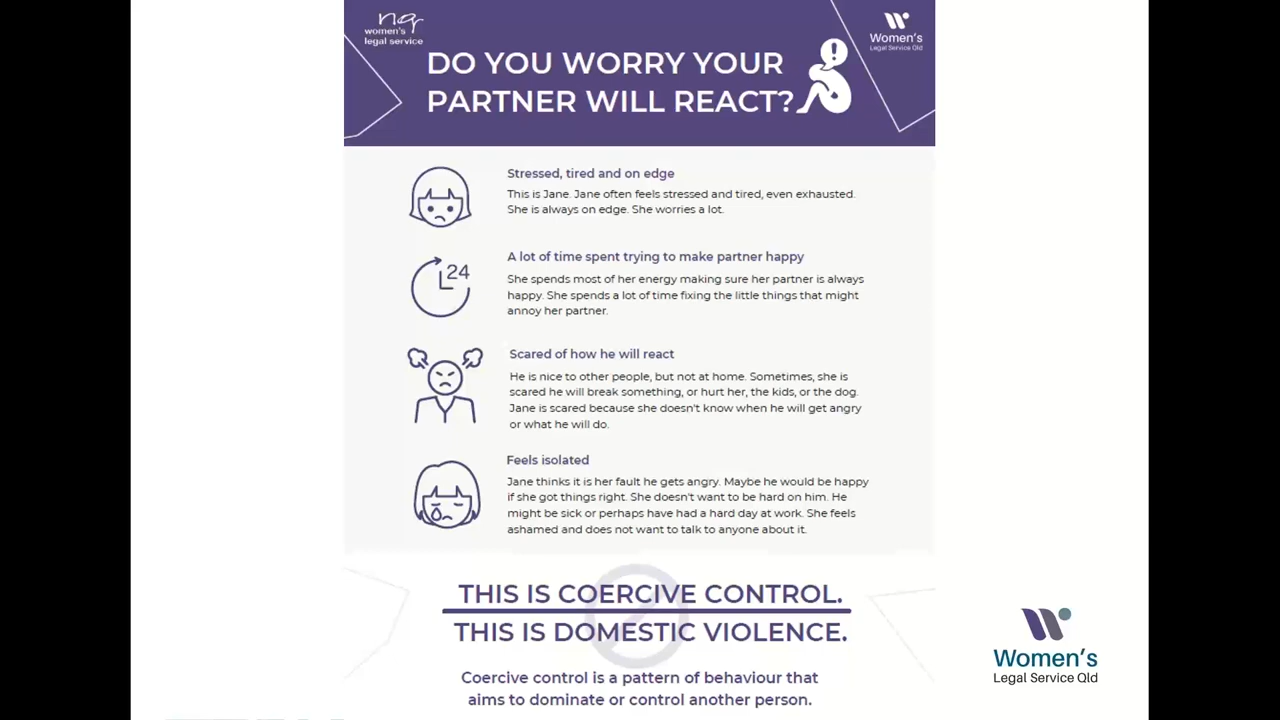 nq
women's
legal service
Women's
Legal Service Qld
DO YOU WORRY YOUR
PARTNER WILL REACT?
!
Stressed, tired and on edge
This is Jane. Jane often feels stressed and tired, even exhausted.
She is always on edge. She worries a lot.
24
A lot of time spent trying to make partner happy
She spends most of her energy making sure her partner is always
happy. She spends a lot of time fixing the little things that might
annoy her partner.
Scared of how he will react
He is nice to other people, but not at home. Sometimes, she is
scared he will break something, or hurt her, the kids, or the dog.
Jane is scared because she doesn't know when he will get angry
or what he will do.
Feels isolated
Jane thinks it is her fault he gets angry. Maybe he would be happy
if she got things right. She doesn't want to be hard on him. He
might be sick or perhaps have had a hard day at work. She feels
ashamed and does not want to talk to anyone about it.
THIS IS COERCIVE CONTROL.
THIS IS DOMESTIC VIOLENCE.
Coercive control is a pattern of behaviour that
aims to dominate or control another person.
Women's
Legal Service Qld